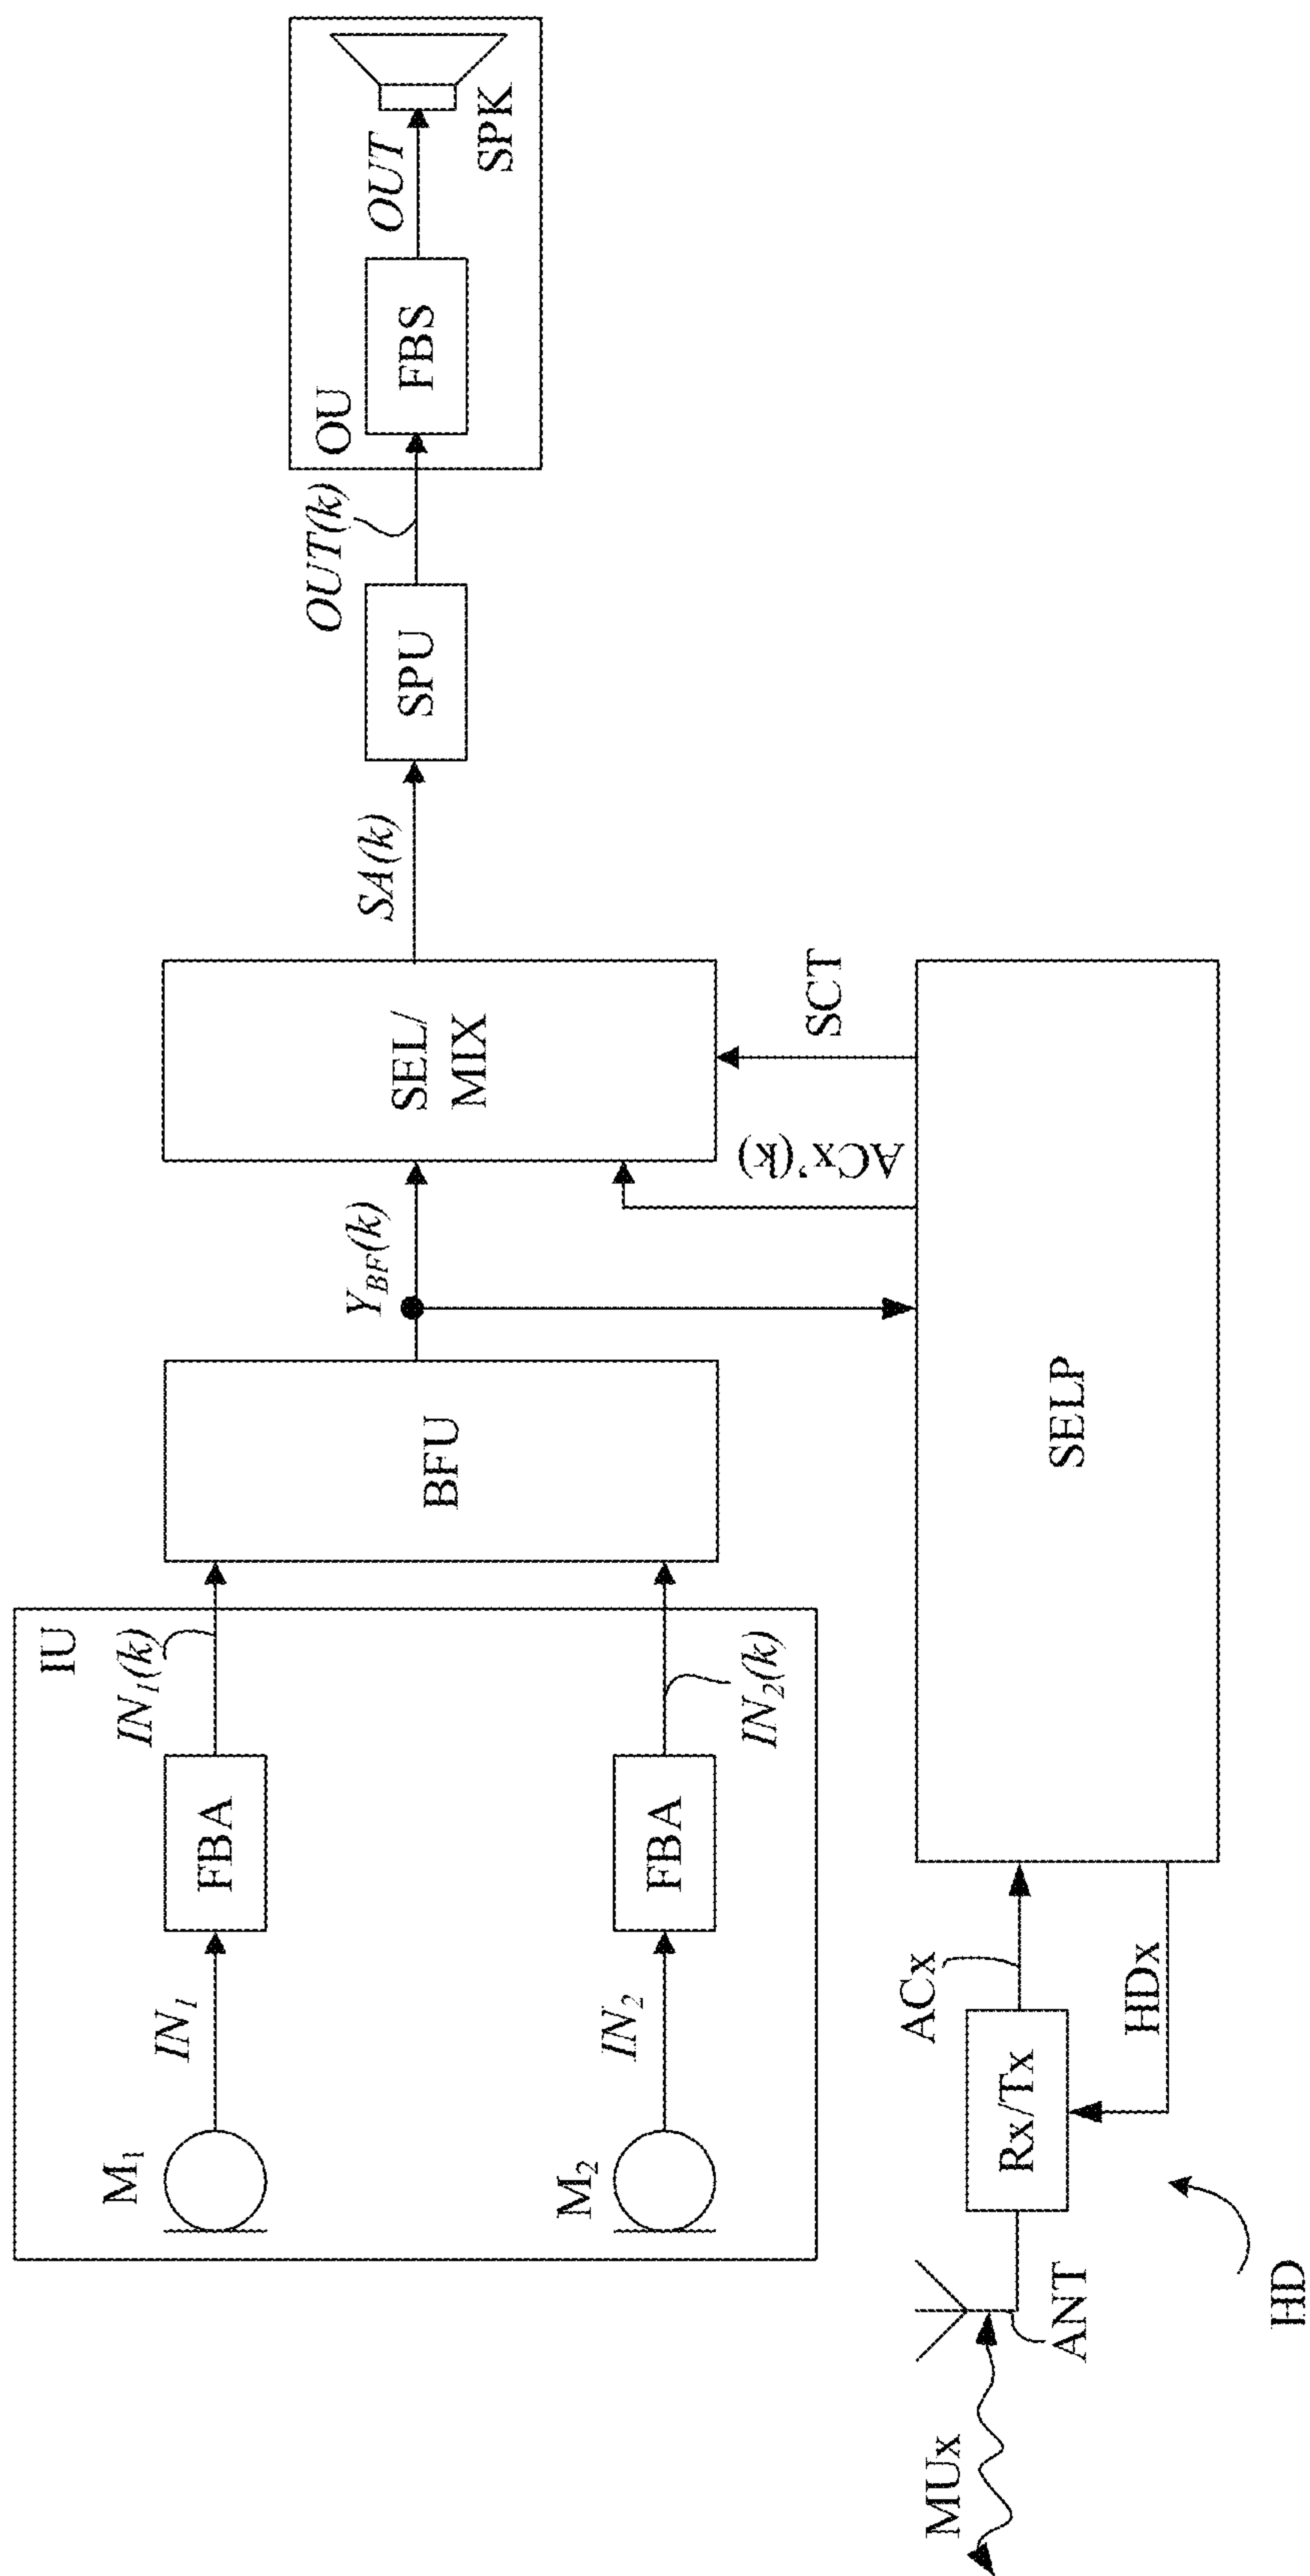 IU
M₁
IN₁
FBA
IN₁(k)
M₂
IN₂
FBA
IN₂(k)
BFU
Y_BF(k)
SEL/
MIX
SA(k)
SPU
OUT(k)
OU
FBS
OUT
SPK
MUx
ANT
Rx/Tx
ACx
HDx
SELP
ACx'(k)
SCT
HD